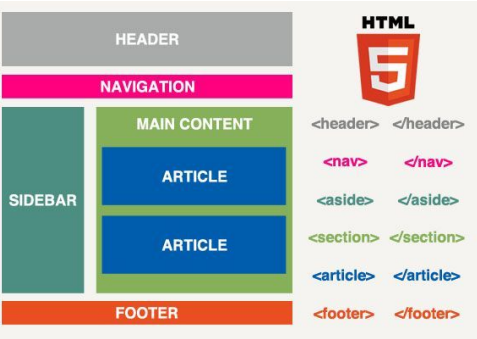 HEADER
NAVIGATION
SIDEBAR
MAIN CONTENT
ARTICLE
ARTICLE
FOOTER
HTML
5
<header> </header>
<nav> </nav>
<aside> </aside>
<section> </section>
<article> </article>
<footer> </footer>